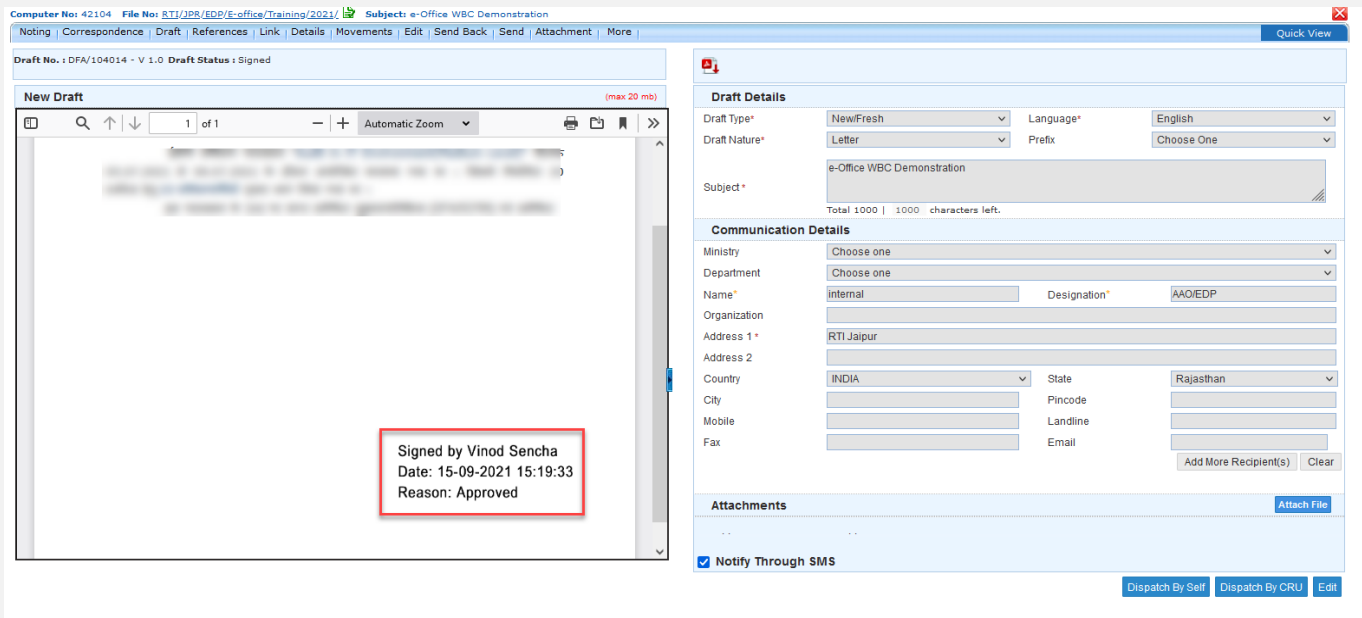 Computer No: 42104 File No: RTI/JPR/EDP/E-office/Training/2021/ Subject: e-Office WBC Demonstration
Noting | Correspondence | Draft | References | Link | Details | Movements | Edit | Send Back | Send | Attachment | More |
Quick View
Draft No. : DFA/104014 - V 1.0 Draft Status : Signed
New Draft (max 20 mb)
1 of 1
Automatic Zoom
Signed by Vinod Sencha
Date: 15-09-2021 15:19:33
Reason: Approved
Draft Details
Draft Type* New/Fresh Language* English
Draft Nature* Letter Prefix Choose One
Subject * e-Office WBC Demonstration
Total 1000 | 1000 characters left.
Communication Details
Ministry Choose one
Department Choose one
Name* internal Designation* AAO/EDP
Organization
Address 1 * RTI Jaipur
Address 2
Country INDIA State Rajasthan
City Pincode
Mobile Landline
Fax Email
Add More Recipient(s) Clear
Attachments Attach File
Notify Through SMS
Dispatch By Self Dispatch By CRU Edit